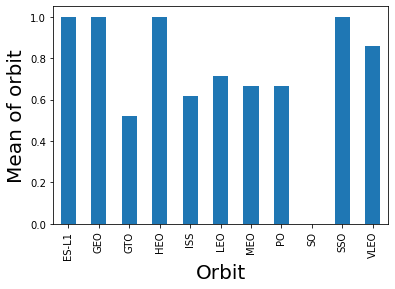 Mean of orbit
1.0
0.8
0.6
0.4
0.2
0.0
ES-L1
GEO
GTO
HEO
ISS
LEO
MEO
PO
SO
SSO
VLEO
Orbit